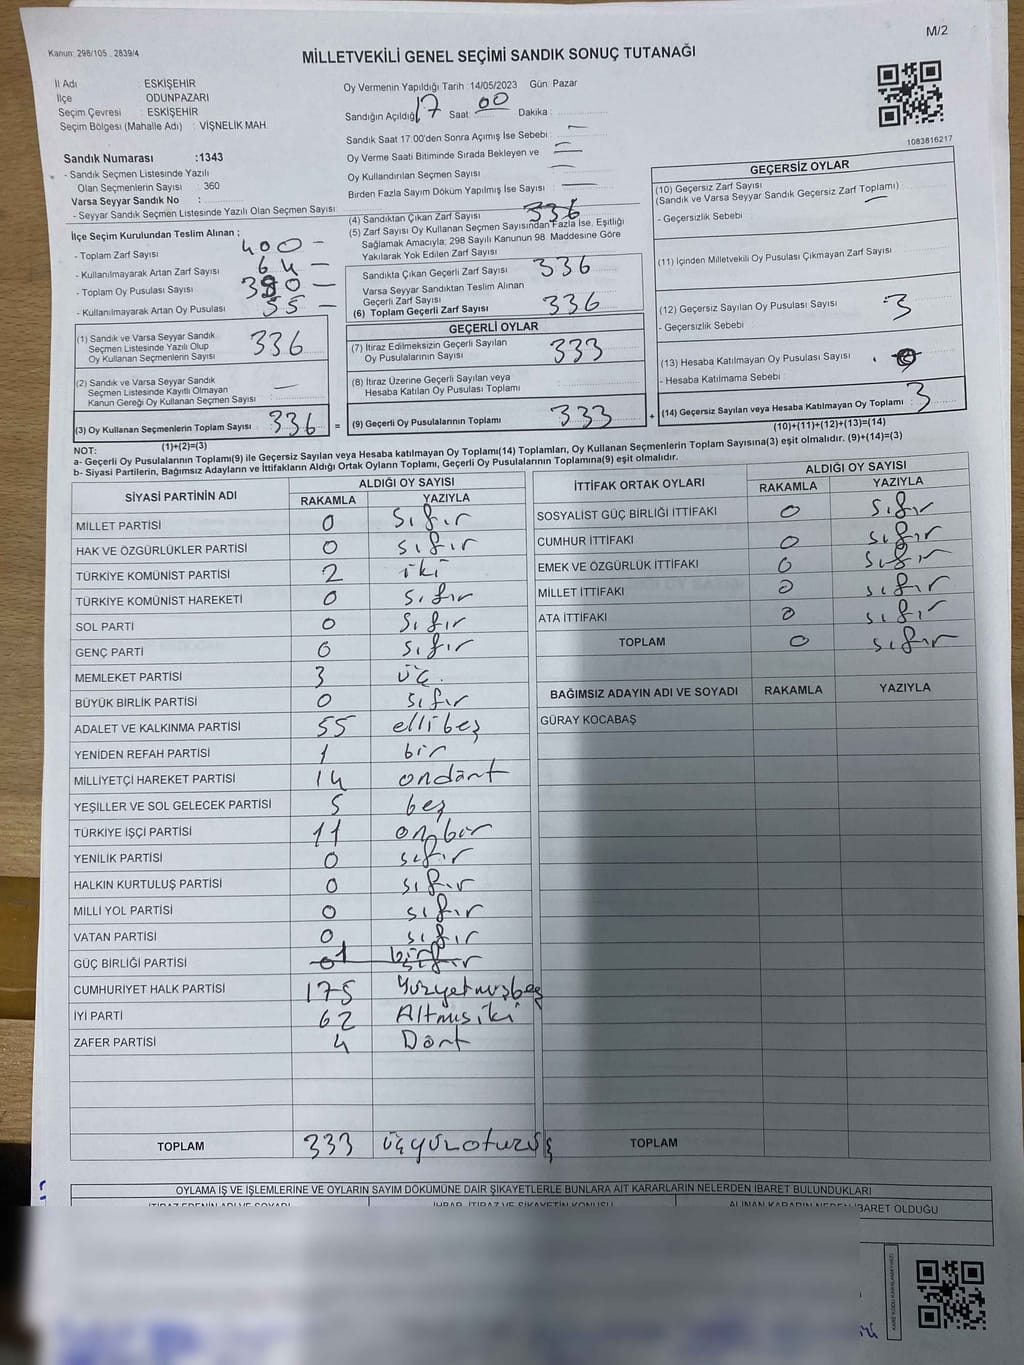 M/2
Kanun: 298/105 , 2839/4
MİLLETVEKİLİ GENEL SEÇİMİ SANDIK SONUÇ TUTANAĞI
İl Adı : ESKİŞEHİR
İlçe ODUNPAZARI
Seçim Çevresi : ESKİŞEHİR
Seçim Bölgesi (Mahalle Adı) : VİŞNELİK MAH.
Sandık Numarası :1343
- Sandık Seçmen Listesinde Yazılı
Olan Seçmenlerin Sayısı : 360
Varsa Seyyar Sandık No :
- Seyyar Sandık Seçmen Listesinde Yazılı Olan Seçmen Sayısı:
Oy Vermenin Yapıldığı Tarih :14/05/2023 Gün: Pazar
Sandığın Açıldığı 17 Saat 00 Dakika :
Sandık Saat 17:00'den Sonra Açımış İse Sebebi : —
Oy Verme Saati Bitiminde Sırada Bekleyen ve
Oy Kullandırılan Seçmen Sayısı —
Birden Fazla Sayım Döküm Yapılmış İse Sayısı : —
1083816217
İlçe Seçim Kurulundan Teslim Alınan :
- Toplam Zarf Sayısı 400 —
- Kullanılmayarak Artan Zarf Sayısı 64 —
- Toplam Oy Pusulası Sayısı 390 —
- Kullanılmayarak Artan Oy Pusulası 55 —
(1) Sandık ve Varsa Seyyar Sandık
Seçmen Listesinde Yazılı Olup
Oy Kullanan Seçmenlerin Sayısı 336
(2) Sandık ve Varsa Seyyar Sandık
Seçmen Listesinde Kayıtlı Olmayan
Kanun Gereği Oy Kullanan Seçmen Sayısı : —
(3) Oy Kullanan Seçmenlerin Toplam Sayısı 336
(1)+(2)=(3)
(4) Sandıktan Çıkan Zarf Sayısı 336
(5) Zarf Sayısı Oy Kullanan Seçmen Sayısından Fazla İse, Eşitliği
Sağlamak Amacıyla; 298 Sayılı Kanunun 98. Maddesine Göre
Yakılarak Yok Edilen Zarf Sayısı
Sandıkta Çıkan Geçerli Zarf Sayısı 336
Varsa Seyyar Sandıktan Teslim Alınan
Geçerli Zarf Sayısı
(6) Toplam Geçerli Zarf Sayısı 336
GEÇERLİ OYLAR
(7) İtiraz Edilmeksizin Geçerli Sayılan
Oy Pusulalarının Sayısı 333
(8) İtiraz Üzerine Geçerli Sayılan veya
Hesaba Katılan Oy Pusulası Toplamı
= (9) Geçerli Oy Pusulalarının Toplamı 333
GEÇERSİZ OYLAR
(10) Geçersiz Zarf Sayısı
(Sandık ve Varsa Seyyar Sandık Geçersiz Zarf Toplamı) —
- Geçersizlik Sebebi :
(11) İçinden Milletvekili Oy Pusulası Çıkmayan Zarf Sayısı
(12) Geçersiz Sayılan Oy Pusulası Sayısı : 3
- Geçersizlik Sebebi :
(13) Hesaba Katılmayan Oy Pusulası Sayısı
- Hesaba Katılmama Sebebi :
+ (14) Geçersiz Sayılan veya Hesaba Katılmayan Oy Toplamı 3
(10)+(11)+(12)+(13)=(14)
NOT:
a- Geçerli Oy Pusulalarının Toplamı(9) ile Geçersiz Sayılan veya Hesaba katılmayan Oy Toplamı(14) Toplamları, Oy Kullanan Seçmenlerin Toplam Sayısına(3) eşit olmalıdır. (9)+(14)=(3)
b- Siyasi Partilerin, Bağımsız Adayların ve İttifakların Aldığı Ortak Oyların Toplamı, Geçerli Oy Pusulalarının Toplamına(9) eşit olmalıdır.
SİYASİ PARTİNİN ADI ALDIĞI OY SAYISI
RAKAMLA YAZIYLA
MİLLET PARTİSİ 0 sıfır
HAK VE ÖZGÜRLÜKLER PARTİSİ 0 sıfır
TÜRKİYE KOMÜNİST PARTİSİ 2 iki
TÜRKİYE KOMÜNİST HAREKETİ 0 sıfır
SOL PARTİ 0 sıfır
GENÇ PARTİ 0 sıfır
MEMLEKET PARTİSİ 3 üç
BÜYÜK BİRLİK PARTİSİ 0 sıfır
ADALET VE KALKINMA PARTİSİ 55 ellibeş
YENİDEN REFAH PARTİSİ 1 bir
MİLLİYETÇİ HAREKET PARTİSİ 14 ondört
YEŞİLLER VE SOL GELECEK PARTİSİ 5 beş
TÜRKİYE İŞÇİ PARTİSİ 11 onbir
YENİLİK PARTİSİ 0 sıfır
HALKIN KURTULUŞ PARTİSİ 0 sıfır
MİLLİ YOL PARTİSİ 0 sıfır
VATAN PARTİSİ 0 sıfır
GÜÇ BİRLİĞİ PARTİSİ 0 1 bir sıfır
CUMHURİYET HALK PARTİSİ 175 Yüzyetmişbeş
İYİ PARTİ 62 Altmışiki
ZAFER PARTİSİ 4 Dört
TOPLAM 333 üçyüzotuzüç
İTTİFAK ORTAK OYLARI ALDIĞI OY SAYISI
RAKAMLA YAZIYLA
SOSYALİST GÜÇ BİRLİĞİ İTTİFAKI 0 sıfır
CUMHUR İTTİFAKI 0 sıfır
EMEK VE ÖZGÜRLÜK İTTİFAKI 0 sıfır
MİLLET İTTİFAKI 0 sıfır
ATA İTTİFAKI 0 sıfır
TOPLAM 0 sıfır
BAĞIMSIZ ADAYIN ADI VE SOYADI RAKAMLA YAZIYLA
GÜRAY KOCABAŞ
TOPLAM
OYLAMA İŞ VE İŞLEMLERİNE VE OYLARIN SAYIM DÖKÜMÜNE DAİR ŞİKAYETLERLE BUNLARA AİT KARARLARIN NELERDEN İBARET BULUNDUKLARI
İTİRAZ EDENİN ADI VE SOYADI İHBAR, İTİRAZ VE ŞİKAYETİN KONUSU ALINAN KARARIN NEDEN İBARET OLDUĞU